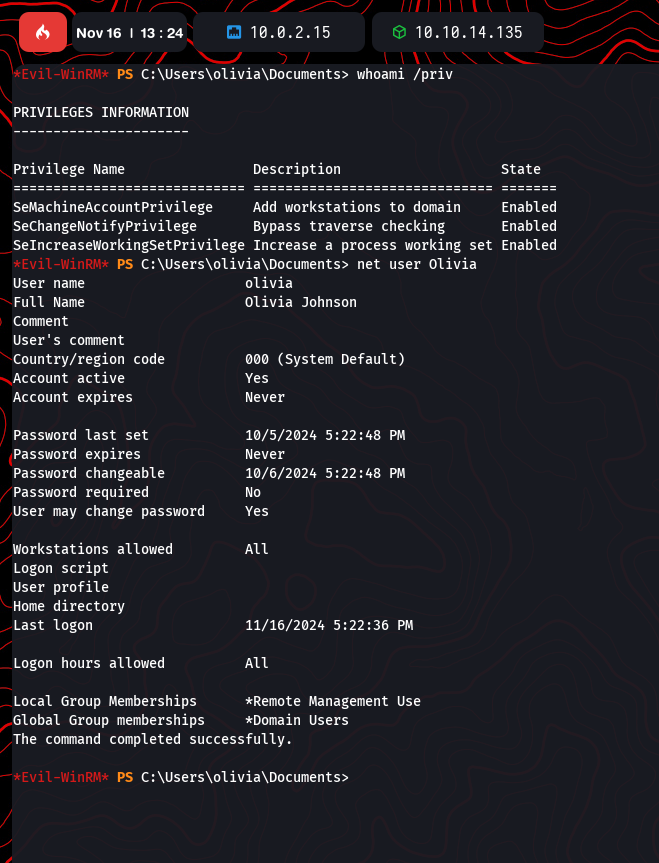 Nov 16 | 13 : 24 10.0.2.15 10.10.14.135
*Evil-WinRM* PS C:\Users\olivia\Documents> whoami /priv
PRIVILEGES INFORMATION
----------------------
Privilege Name                Description                    State
============================= ============================== =======
SeMachineAccountPrivilege     Add workstations to domain     Enabled
SeChangeNotifyPrivilege       Bypass traverse checking       Enabled
SeIncreaseWorkingSetPrivilege Increase a process working set Enabled
*Evil-WinRM* PS C:\Users\olivia\Documents> net user Olivia
User name                    olivia
Full Name                    Olivia Johnson
Comment
User's comment
Country/region code          000 (System Default)
Account active               Yes
Account expires              Never
Password last set            10/5/2024 5:22:48 PM
Password expires             Never
Password changeable          10/6/2024 5:22:48 PM
Password required            No
User may change password     Yes
Workstations allowed         All
Logon script
User profile
Home directory
Last logon                   11/16/2024 5:22:36 PM
Logon hours allowed          All
Local Group Memberships      *Remote Management Use
Global Group memberships     *Domain Users
The command completed successfully.
*Evil-WinRM* PS C:\Users\olivia\Documents>